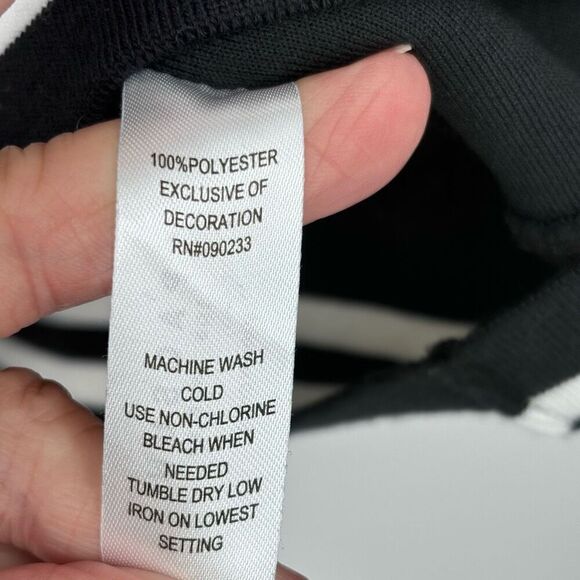 100%POLYESTER
EXCLUSIVE OF
DECORATION
RN#090233
MACHINE WASH
COLD
USE NON-CHLORINE
BLEACH WHEN
NEEDED
TUMBLE DRY LOW
IRON ON LOWEST
SETTING